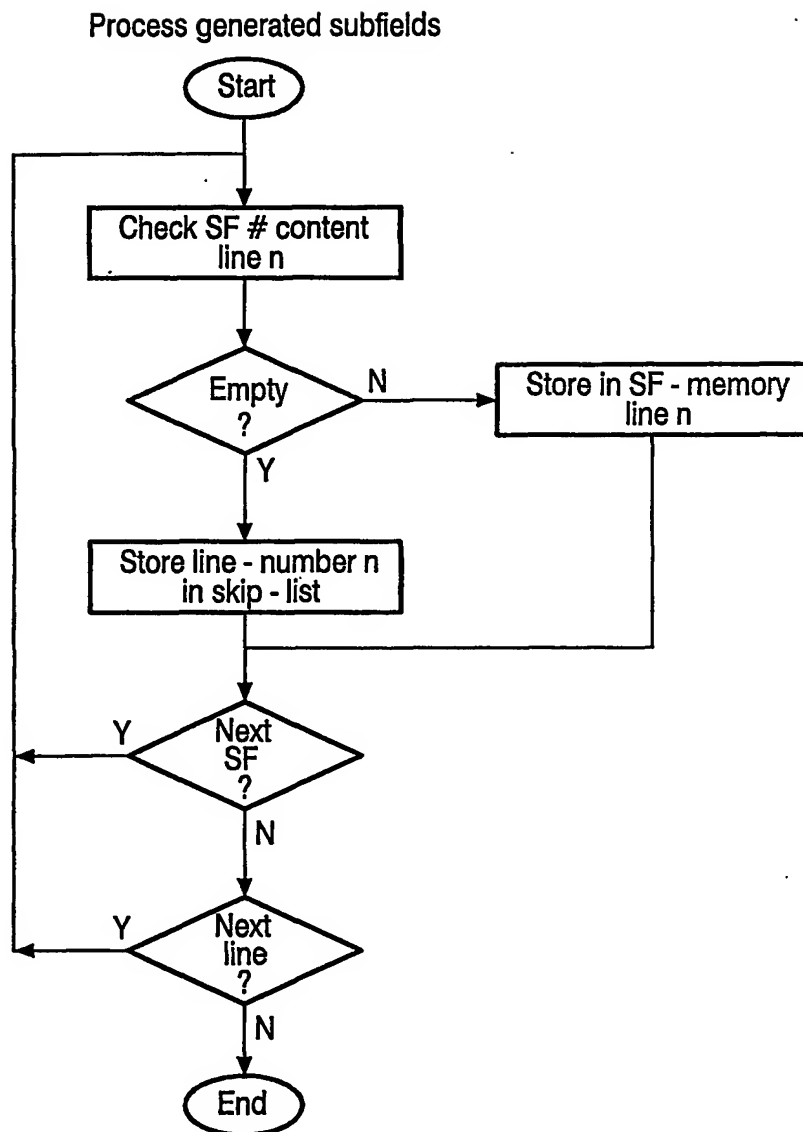 Process generated subfields
Start
Check SF # content
line n
Empty
?
N
Store in SF - memory
line n
Y
Store line - number n
in skip - list
Y
Next
SF
?
N
Y
Next
line
?
N
End